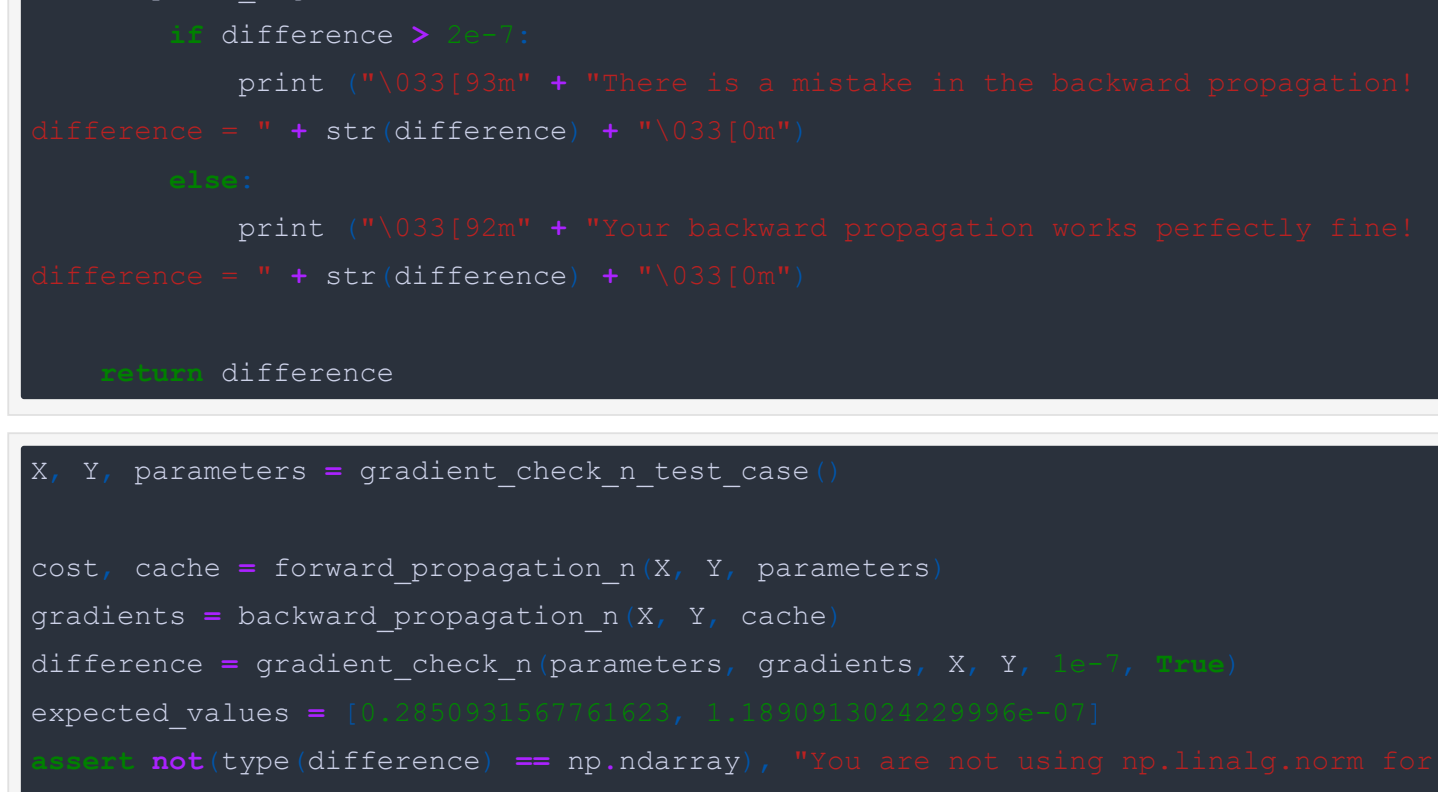 if difference > 2e-7:
print ("\033[93m" + "There is a mistake in the backward propagation!
difference = " + str(difference) + "\033[0m")
else:
print ("\033[92m" + "Your backward propagation works perfectly fine!
difference = " + str(difference) + "\033[0m")
return difference
X, Y, parameters = gradient_check_n_test_case()
cost, cache = forward_propagation_n(X, Y, parameters)
gradients = backward_propagation_n(X, Y, cache)
difference = gradient_check_n(parameters, gradients, X, Y, 1e-7, True)
expected_values = [0.2850931567761623, 1.1890913024229996e-07]
assert not(type(difference) == np.ndarray), "You are not using np.linalg.norm for